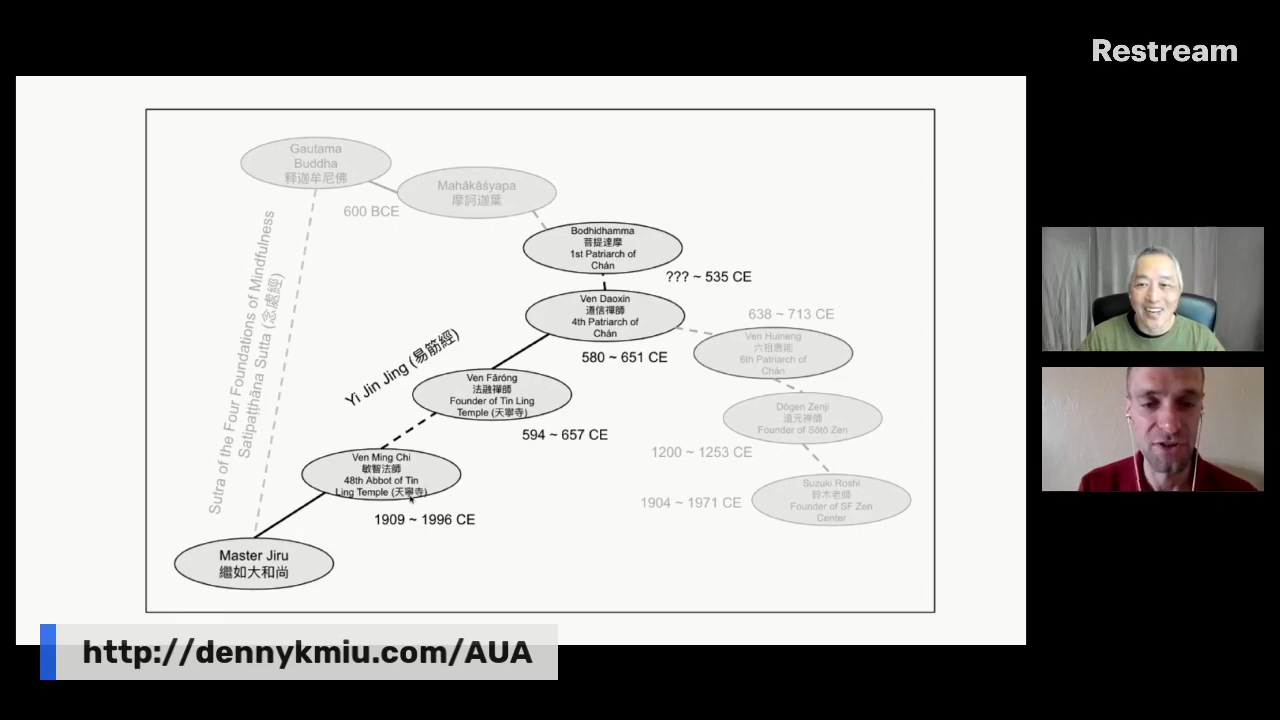 Restream
Gautama
Buddha
释迦牟尼佛
Mahākāśyapa
摩訶迦葉
600 BCE
Bodhidhamma
菩提達摩
1st Patriarch of
Chán
??? ~ 535 CE
Ven Daoxin
道信禪師
4th Patriarch of
Chán
580 ~ 651 CE
638 ~ 713 CE
Ven Huineng
六祖惠能
6th Patriarch of
Chán
Sutra of the Four Foundations of Mindfulness
Satipaṭṭhāna Sutta (念處經)
Yi Jin Jing (易筋經)
Ven Fǎróng
法融禪師
Founder of Tin Ling
Temple (天寧寺)
594 ~ 657 CE
Dōgen Zenji
道元禅師
Founder of Sōtō Zen
1200 ~ 1253 CE
Ven Ming Chi
敏智法師
48th Abbot of Tin
Ling Temple (天寧寺)
1909 ~ 1996 CE
Suzuki Roshi
鈴木老師
Founder of SF Zen
Center
1904 ~ 1971 CE
Master Jiru
繼如大和尚
http://dennykmiu.com/AUA